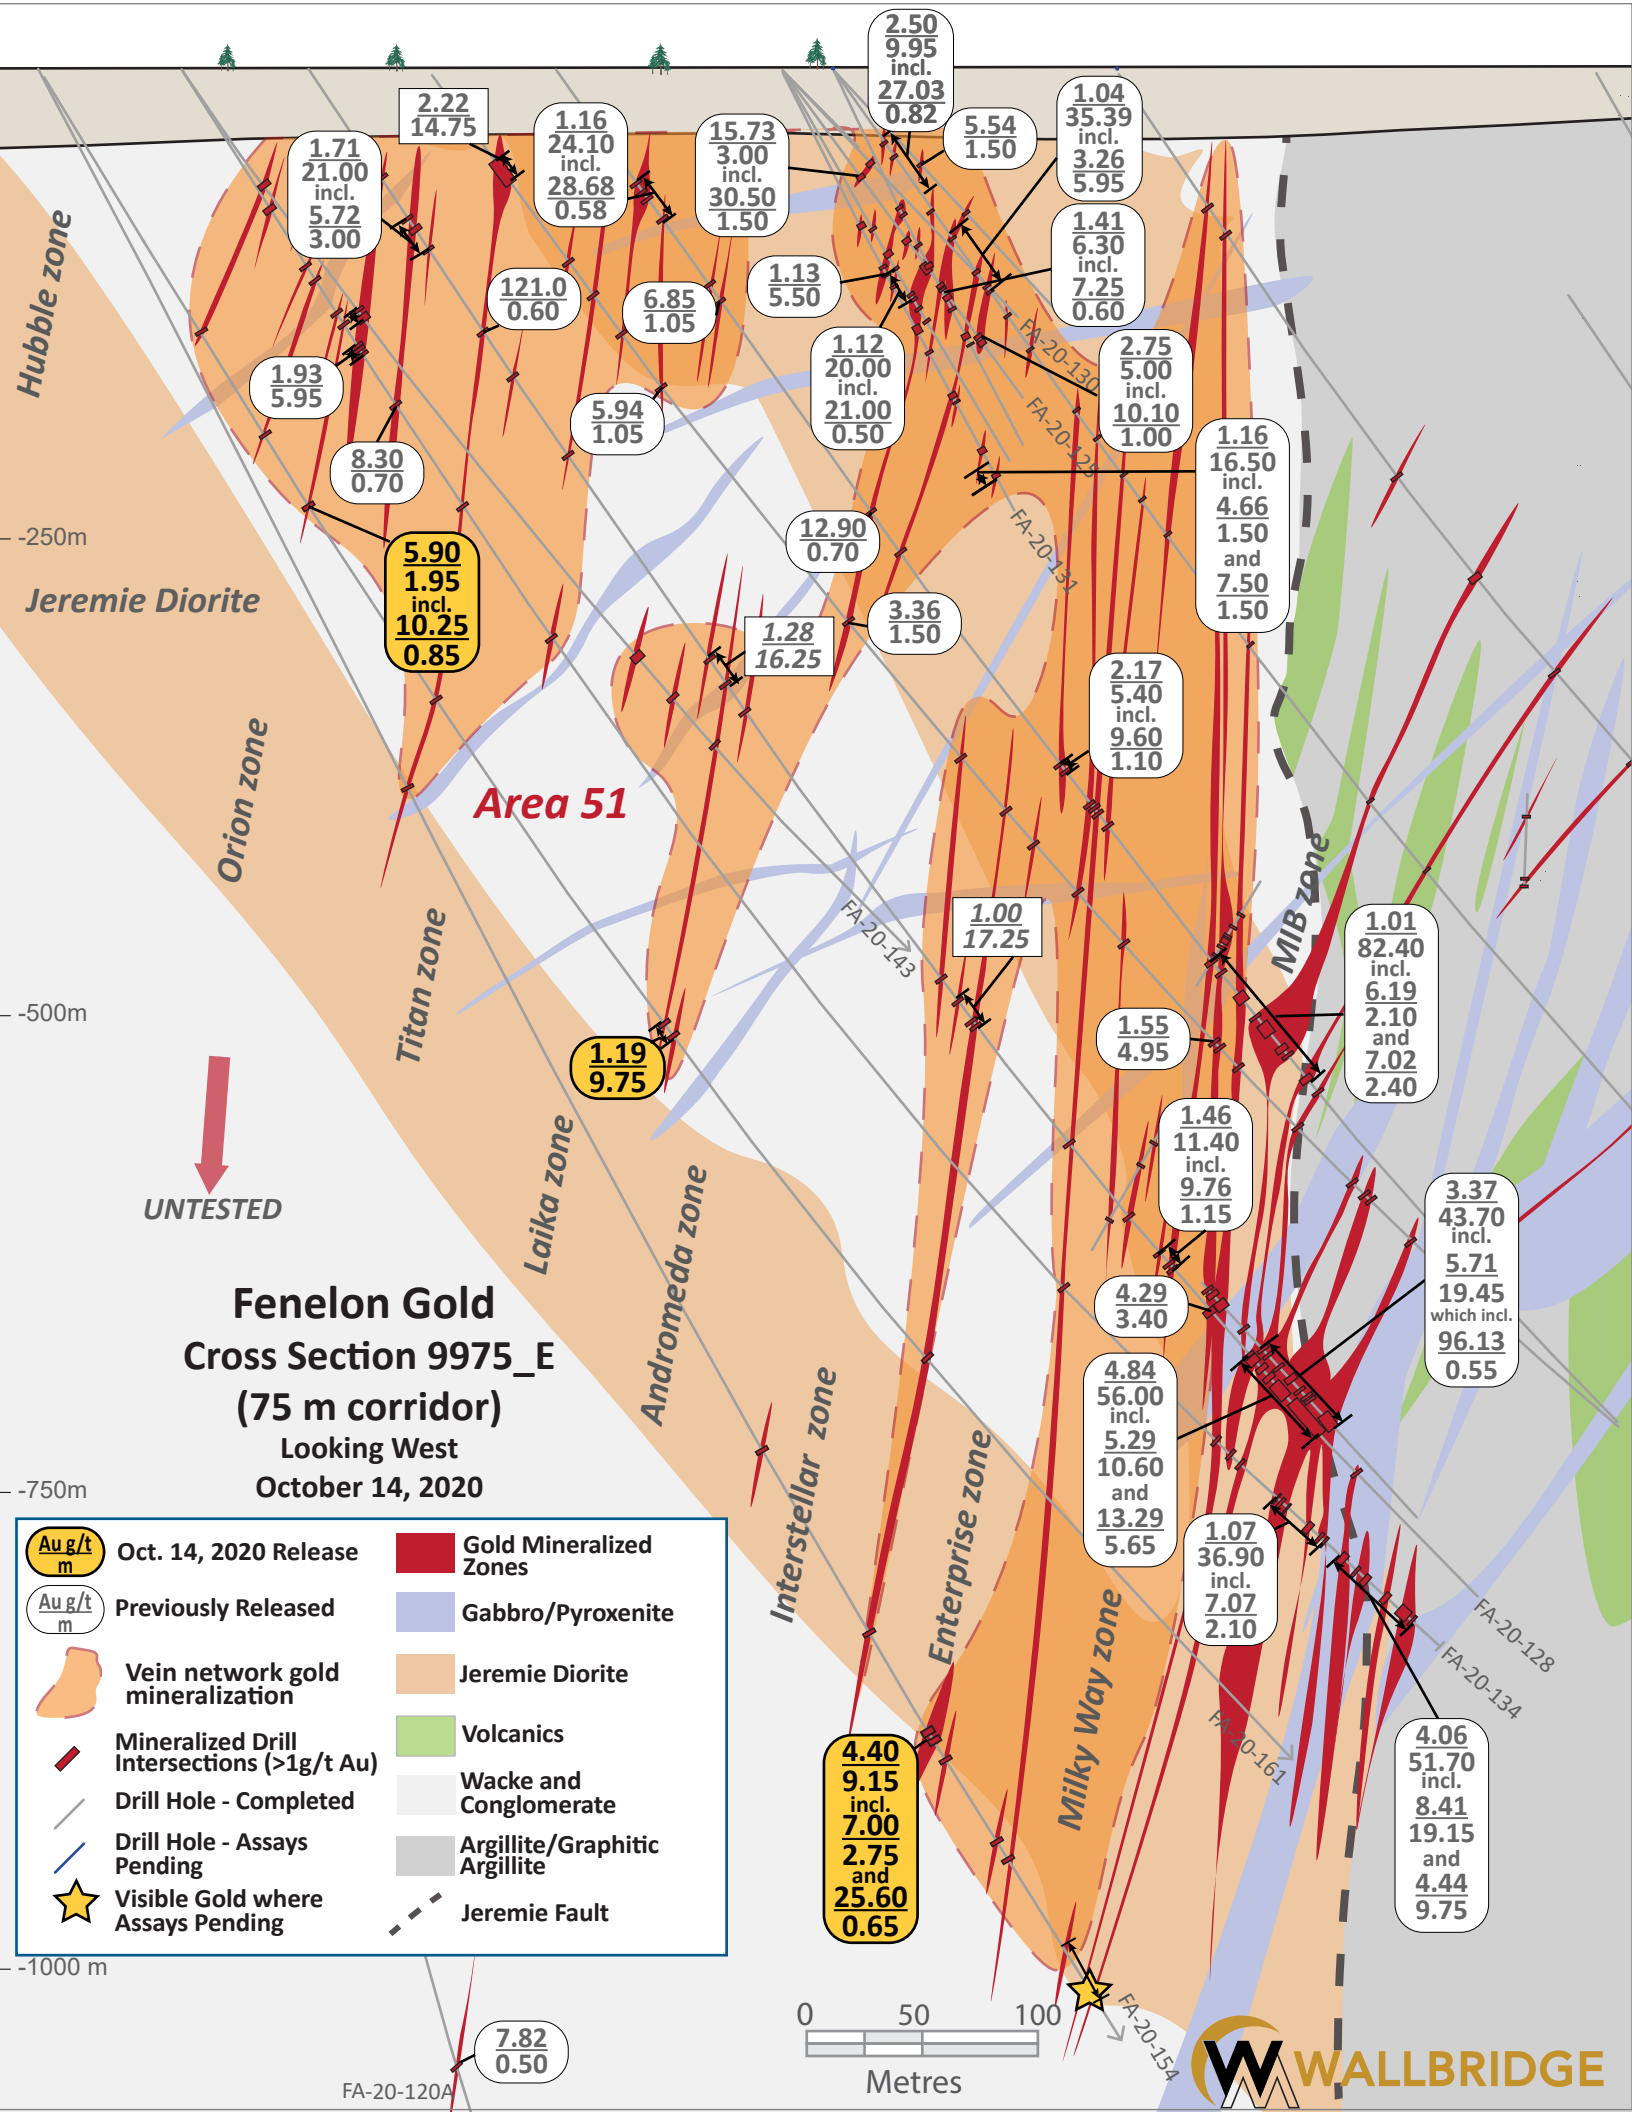 2.50
9.95
incl.
27.03
0.82
2.22
14.75
1.16
24.10
incl.
28.68
0.58
15.73
3.00
incl.
30.50
1.50
5.54
1.50
1.04
35.39
incl.
3.26
5.95
1.71
21.00
incl.
5.72
3.00
1.41
6.30
incl.
7.25
0.60
121.0
0.60
6.85
1.05
1.13
5.50
1.12
20.00
incl.
21.00
0.50
2.75
5.00
incl.
10.10
1.00
1.93
5.95
5.94
1.05
8.30
0.70
1.16
16.50
incl.
4.66
1.50
and
7.50
1.50
FA-20-130
FA-20-125
FA-20-131
12.90
0.70
5.90
1.95
incl.
10.25
0.85
3.36
1.50
1.28
16.25
2.17
5.40
incl.
9.60
1.10
Hubble zone
-250m
Jeremie Diorite
Orion zone
Area 51
Titan zone
FA-20-143
1.00
17.25
MIB zone
1.01
82.40
incl.
6.19
2.10
and
7.02
2.40
-500m
1.19
9.75
1.55
4.95
1.46
11.40
incl.
9.76
1.15
UNTESTED
Laika zone
Andromeda zone
3.37
43.70
incl.
5.71
19.45
which incl.
96.13
0.55
4.29
3.40
4.84
56.00
incl.
5.29
10.60
and
13.29
5.65
Fenelon Gold
Cross Section 9975_E
(75 m corridor)
Looking West
October 14, 2020
Interstellar zone
Enterprise zone
Milky Way zone
-750m
1.07
36.90
incl.
7.07
2.10
FA-20-128
FA-20-134
FA-20-161
4.06
51.70
incl.
8.41
19.15
and
4.44
9.75
4.40
9.15
incl.
7.00
2.75
and
25.60
0.65
Au g/t
m
Oct. 14, 2020 Release
Au g/t
m
Previously Released
Vein network gold
mineralization
Mineralized Drill
Intersections (>1g/t Au)
Drill Hole - Completed
Drill Hole - Assays
Pending
Visible Gold where
Assays Pending
Gold Mineralized
Zones
Gabbro/Pyroxenite
Jeremie Diorite
Volcanics
Wacke and
Conglomerate
Argillite/Graphitic
Argillite
Jeremie Fault
-1000 m
7.82
0.50
FA-20-120A
0 50 100
Metres
FA-20-154
WALLBRIDGE